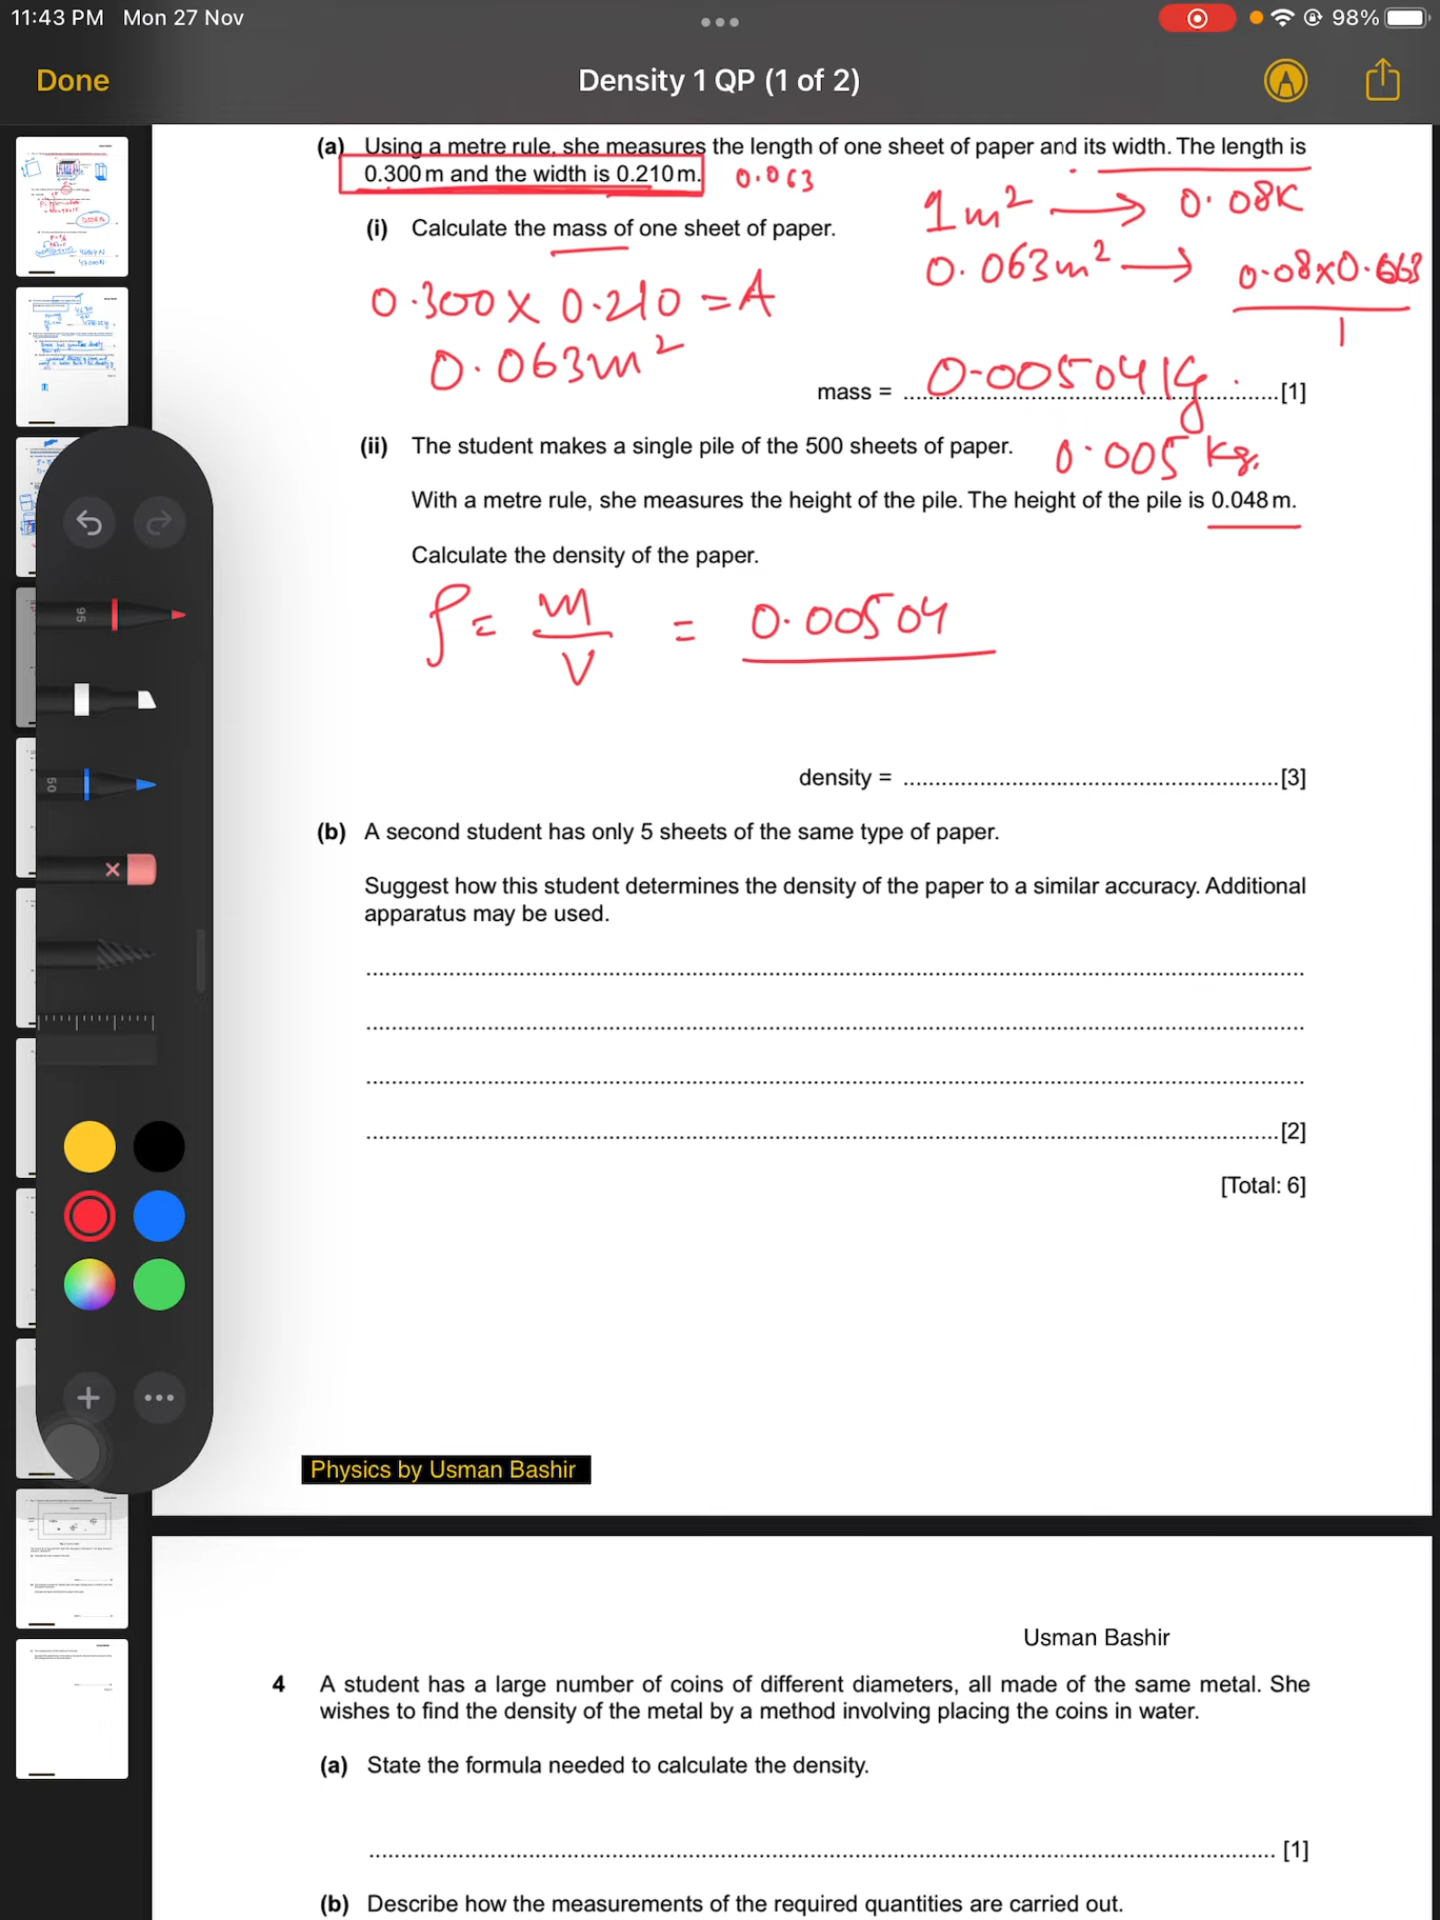 11:43 PM Mon 27 Nov
98%
Done
Density 1 QP (1 of 2)
(a) Using a metre rule, she measures the length of one sheet of paper and its width. The length is
0.300 m and the width is 0.210 m.
0.063
1m² → 0.08K
(i) Calculate the mass of one sheet of paper.
0.063m² → 0.08x0.663
1
0.300 x 0.210 = A
0.063m²
mass = 0.00504kg [1]
(ii) The student makes a single pile of the 500 sheets of paper.
0.005 kg.
With a metre rule, she measures the height of the pile. The height of the pile is 0.048 m.
Calculate the density of the paper.
ρ = m/V = 0.00504
density = [3]
(b) A second student has only 5 sheets of the same type of paper.
Suggest how this student determines the density of the paper to a similar accuracy. Additional
apparatus may be used.
[2]
[Total: 6]
95
50
Physics by Usman Bashir
Usman Bashir
4 A student has a large number of coins of different diameters, all made of the same metal. She
wishes to find the density of the metal by a method involving placing the coins in water.
(a) State the formula needed to calculate the density.
[1]
(b) Describe how the measurements of the required quantities are carried out.